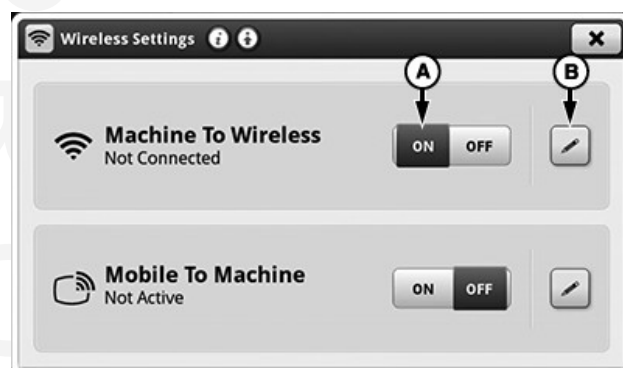 Wireless Settings
A
B
Machine To Wireless
Not Connected
ON OFF
Mobile To Machine
Not Active
ON OFF